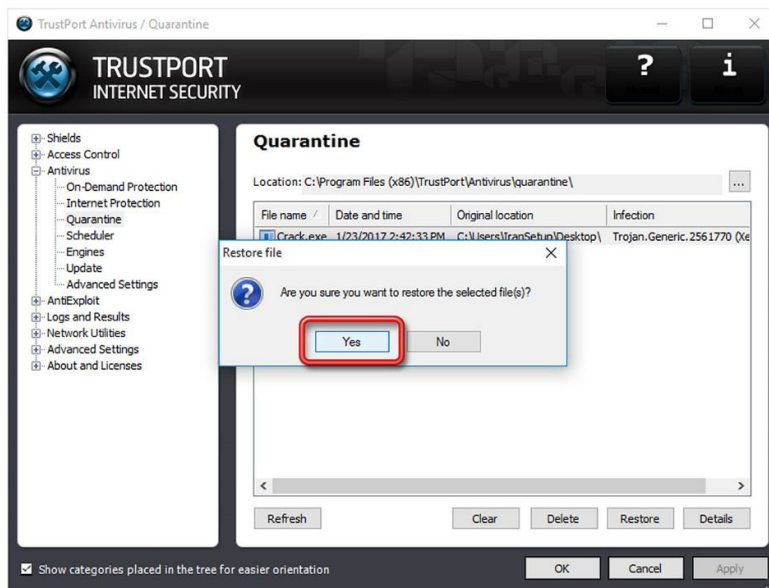 TrustPort Antivirus / Quarantine
TRUSTPORT
INTERNET SECURITY
?
i
Shields
Access Control
Antivirus
On-Demand Protection
Internet Protection
Quarantine
Scheduler
Engines
Update
Advanced Settings
AntiExploit
Logs and Results
Network Utilities
Advanced Settings
About and Licenses
Quarantine
Location: C:\Program Files (x86)\TrustPort\Antivirus\quarantine\
...
File name / Date and time Original location Infection
Crack.exe 1/23/2017 2:42:33 PM C:\Users\IranSetup\Desktop\ Trojan.Generic.2561770 (Xe
Restore file
Are you sure you want to restore the selected file(s)?
Yes No
Refresh Clear Delete Restore Details
Show categories placed in the tree for easier orientation
OK Cancel Apply